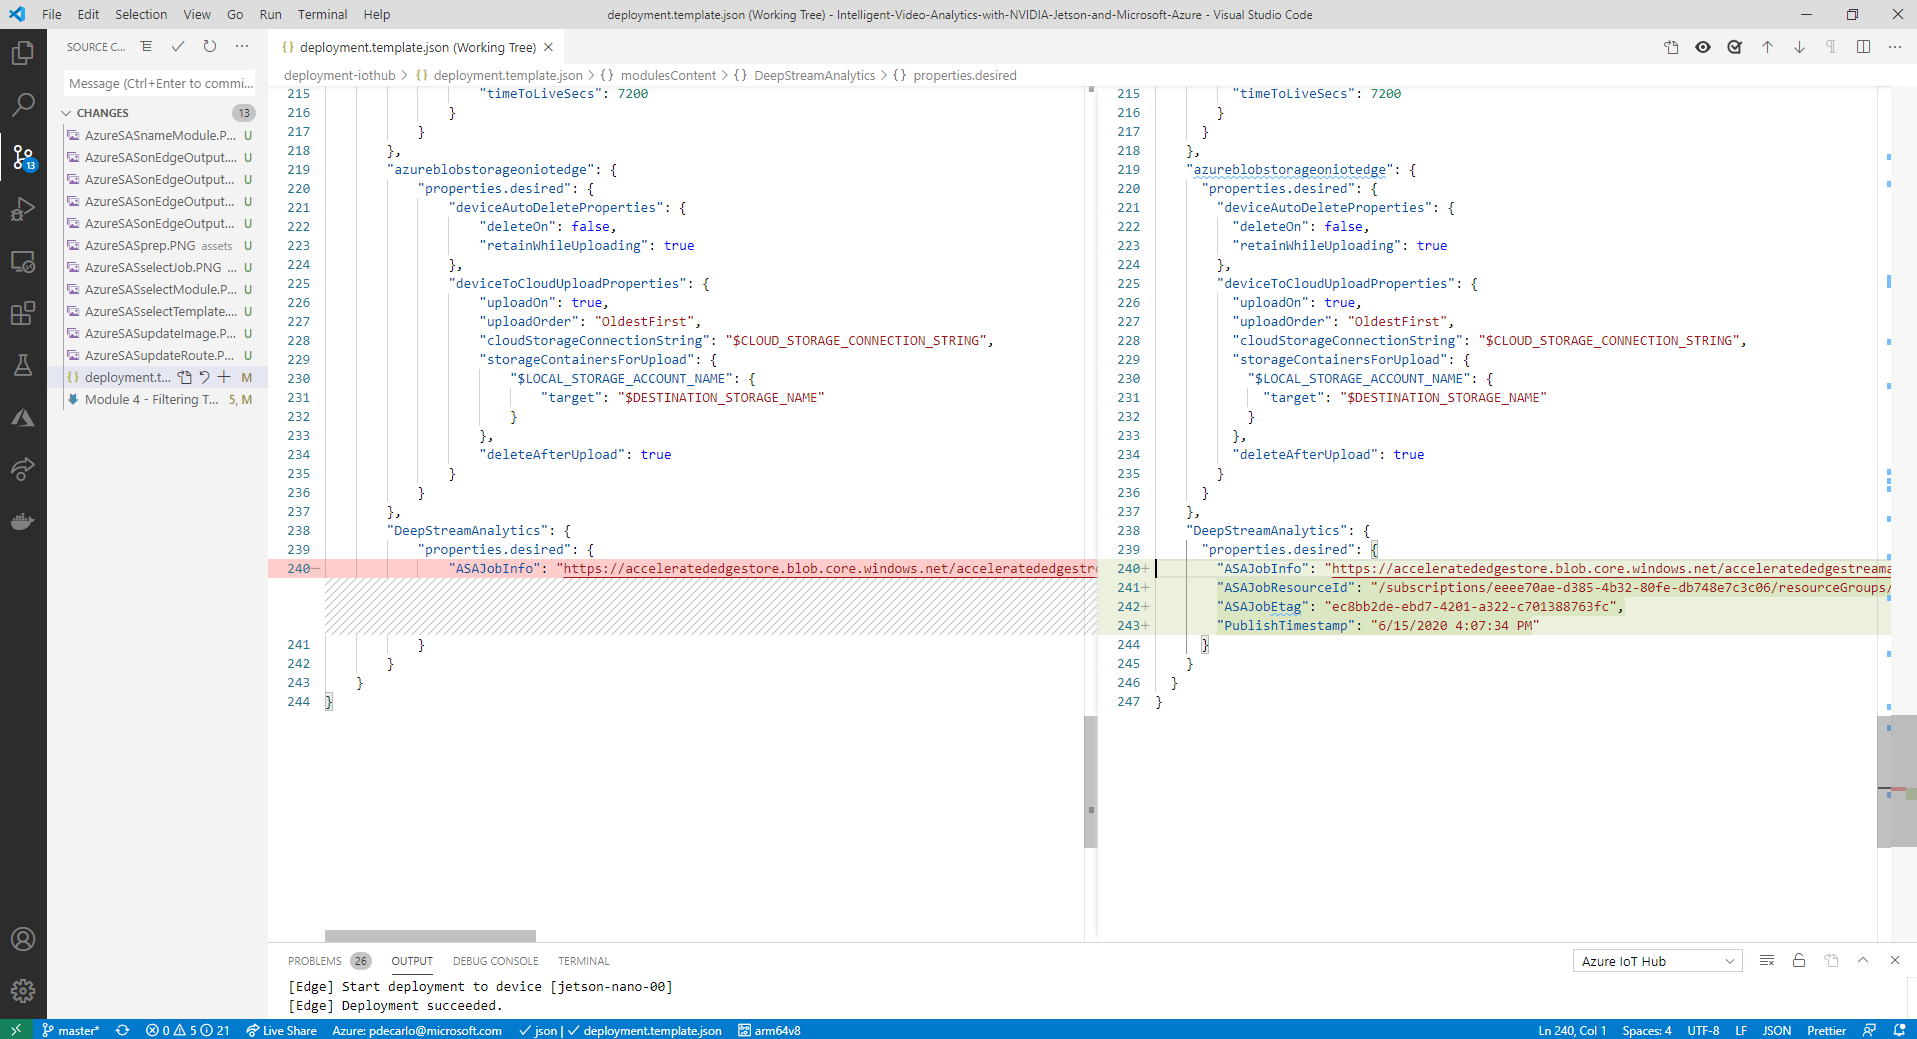 File Edit Selection View Go Run Terminal Help
deployment.template.json (Working Tree) - Intelligent-Video-Analytics-with-NVIDIA-Jetson-and-Microsoft-Azure - Visual Studio Code
SOURCE C...
deployment.template.json (Working Tree)
Message (Ctrl+Enter to commi...
deployment-iothub > {} deployment.template.json > {} modulesContent > {} DeepStreamAnalytics > {} properties.desired
CHANGES 13
13
AzureSASnameModule.P... U
AzureSASonEdgeOutput.... U
AzureSASonEdgeOutput... U
AzureSASonEdgeOutput... U
AzureSASonEdgeOutput... U
AzureSASprep.PNG assets U
AzureSASselectJob.PNG ... U
AzureSASselectModule.P... U
AzureSASselectTemplate.... U
AzureSASupdateImage.P... U
AzureSASupdateRoute.P... U
{} deployment.t... M
Module 4 - Filtering T... 5, M
215 "timeToLiveSecs": 7200
216 }
217 }
218 },
219 "azureblobstorageoniotedge": {
220 "properties.desired": {
221 "deviceAutoDeleteProperties": {
222 "deleteOn": false,
223 "retainWhileUploading": true
224 },
225 "deviceToCloudUploadProperties": {
226 "uploadOn": true,
227 "uploadOrder": "OldestFirst",
228 "cloudStorageConnectionString": "$CLOUD_STORAGE_CONNECTION_STRING",
229 "storageContainersForUpload": {
230 "$LOCAL_STORAGE_ACCOUNT_NAME": {
231 "target": "$DESTINATION_STORAGE_NAME"
232 }
233 },
234 "deleteAfterUpload": true
235 }
236 }
237 },
238 "DeepStreamAnalytics": {
239 "properties.desired": {
240− "ASAJobInfo": "https://acceleratededgestore.blob.core.windows.net/acceleratededgestre
241 }
242 }
243 }
244 }
215 "timeToLiveSecs": 7200
216 }
217 }
218 },
219 "azureblobstorageoniotedge": {
220 "properties.desired": {
221 "deviceAutoDeleteProperties": {
222 "deleteOn": false,
223 "retainWhileUploading": true
224 },
225 "deviceToCloudUploadProperties": {
226 "uploadOn": true,
227 "uploadOrder": "OldestFirst",
228 "cloudStorageConnectionString": "$CLOUD_STORAGE_CONNECTION_STRING",
229 "storageContainersForUpload": {
230 "$LOCAL_STORAGE_ACCOUNT_NAME": {
231 "target": "$DESTINATION_STORAGE_NAME"
232 }
233 },
234 "deleteAfterUpload": true
235 }
236 }
237 },
238 "DeepStreamAnalytics": {
239 "properties.desired": {
240+ "ASAJobInfo": "https://acceleratededgestore.blob.core.windows.net/acceleratededgestreama
241+ "ASAJobResourceId": "/subscriptions/eeee70ae-d385-4b32-80fe-db748e7c3c06/resourceGroups/
242+ "ASAJobEtag": "ec8bb2de-ebd7-4201-a322-c701388763fc",
243+ "PublishTimestamp": "6/15/2020 4:07:34 PM"
244 }
245 }
246 }
247 }
PROBLEMS 26 OUTPUT DEBUG CONSOLE TERMINAL
Azure IoT Hub
[Edge] Start deployment to device [jetson-nano-00]
[Edge] Deployment succeeded.
master* 0 5 21 Live Share Azure: pdecarlo@microsoft.com json | deployment.template.json arm64v8
Ln 240, Col 1 Spaces: 4 UTF-8 LF JSON Prettier